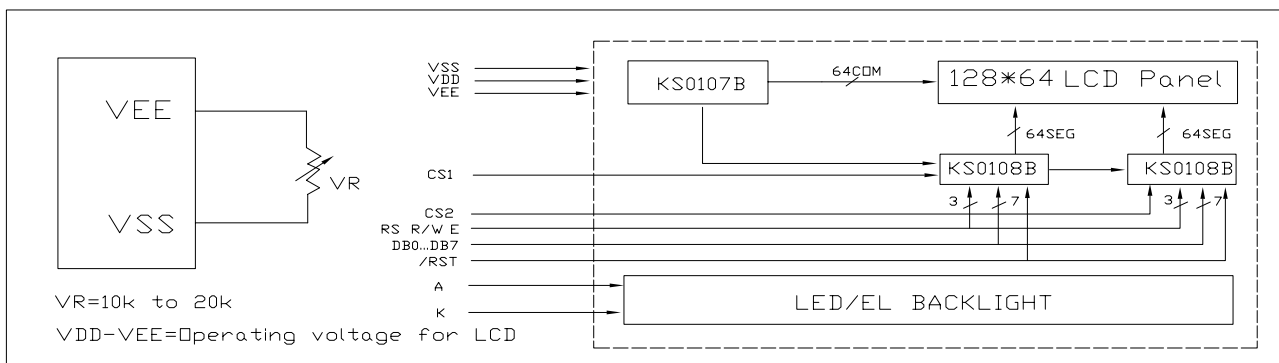 VEE
VSS
VR
VR=10k to 20k
VDD-VEE=Operating voltage for LCD
VSS
VDD
VEE
CS1
CS2
RS R/W E
DB0...DB7
/RST
A
K
KS0107B
64COM
128*64 LCD Panel
64SEG
64SEG
KS0108B
KS0108B
3
7
3
7
LED/EL BACKLIGHT